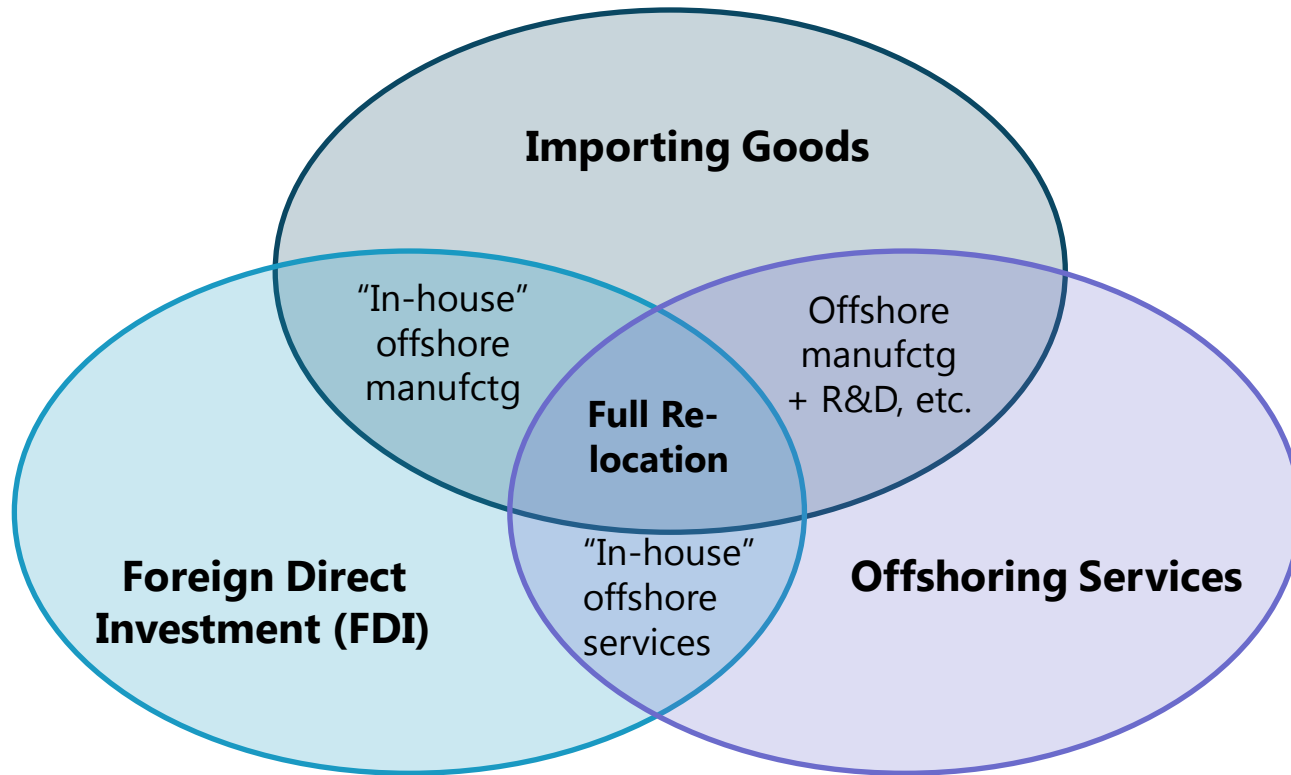 Importing Goods
“In-house”
offshore
manufctg
Offshore
manufctg
+ R&D, etc.
Full Re-
location
Foreign Direct
Investment (FDI)
“In-house”
offshore
services
Offshoring Services